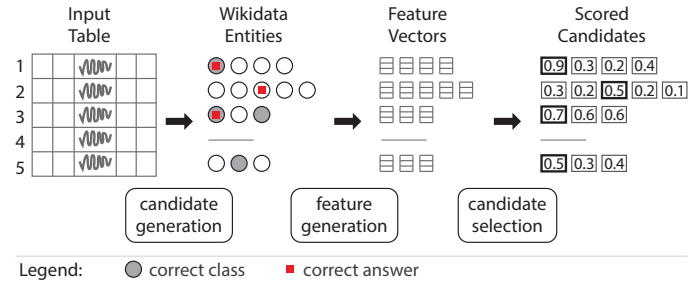 Input Table
Wikidata Entities
Feature Vectors
Scored Candidates
1
0.9 0.3 0.2 0.4
2
0.3 0.2 0.5 0.2 0.1
3
0.7 0.6 0.6
4
5
0.5 0.3 0.4
candidate generation
feature generation
candidate selection
Legend: correct class correct answer